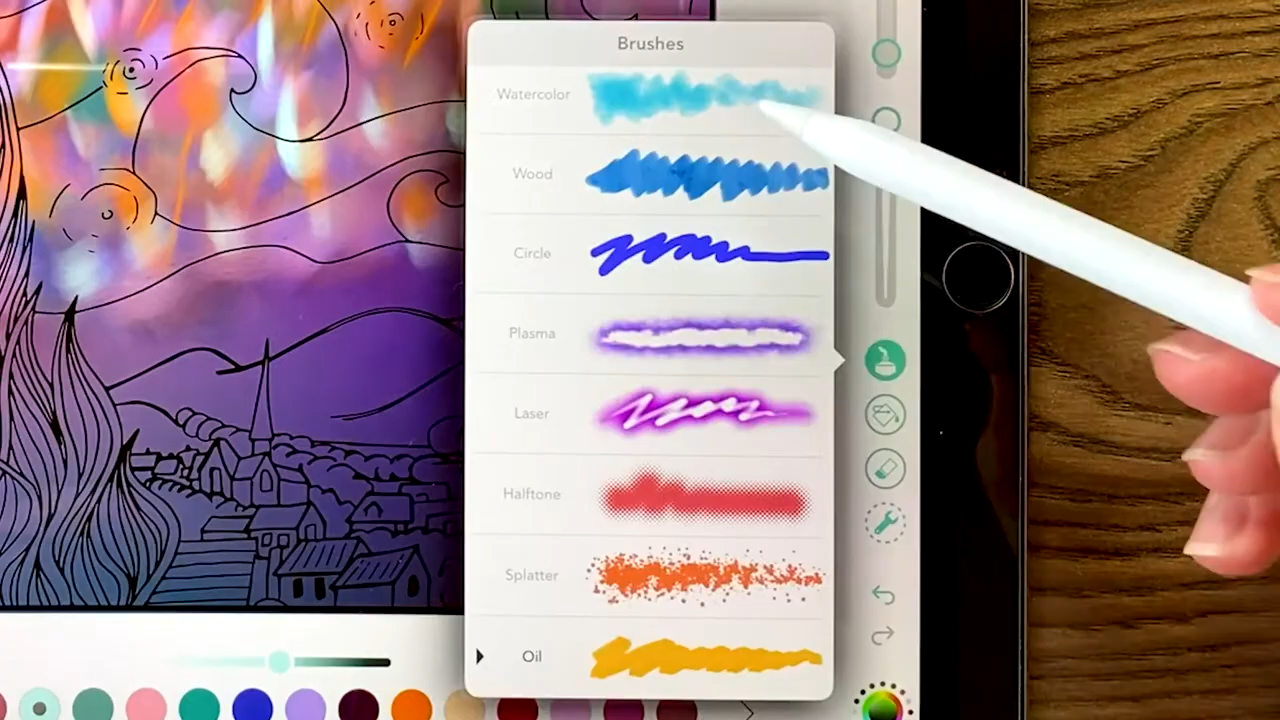 Brushes
Watercolor
Wood
Circle
Plasma
Laser
Halftone
Splatter
Oil